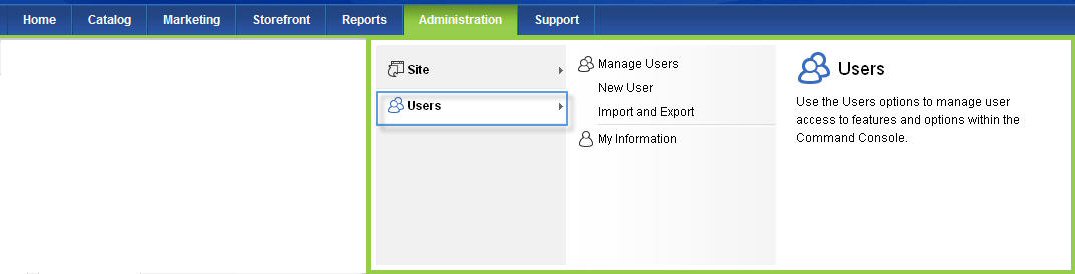 Home Catalog Marketing Storefront Reports Administration Support
Site
Users
Manage Users
New User
Import and Export
My Information
Users
Use the Users options to manage user
access to features and options within the
Command Console.